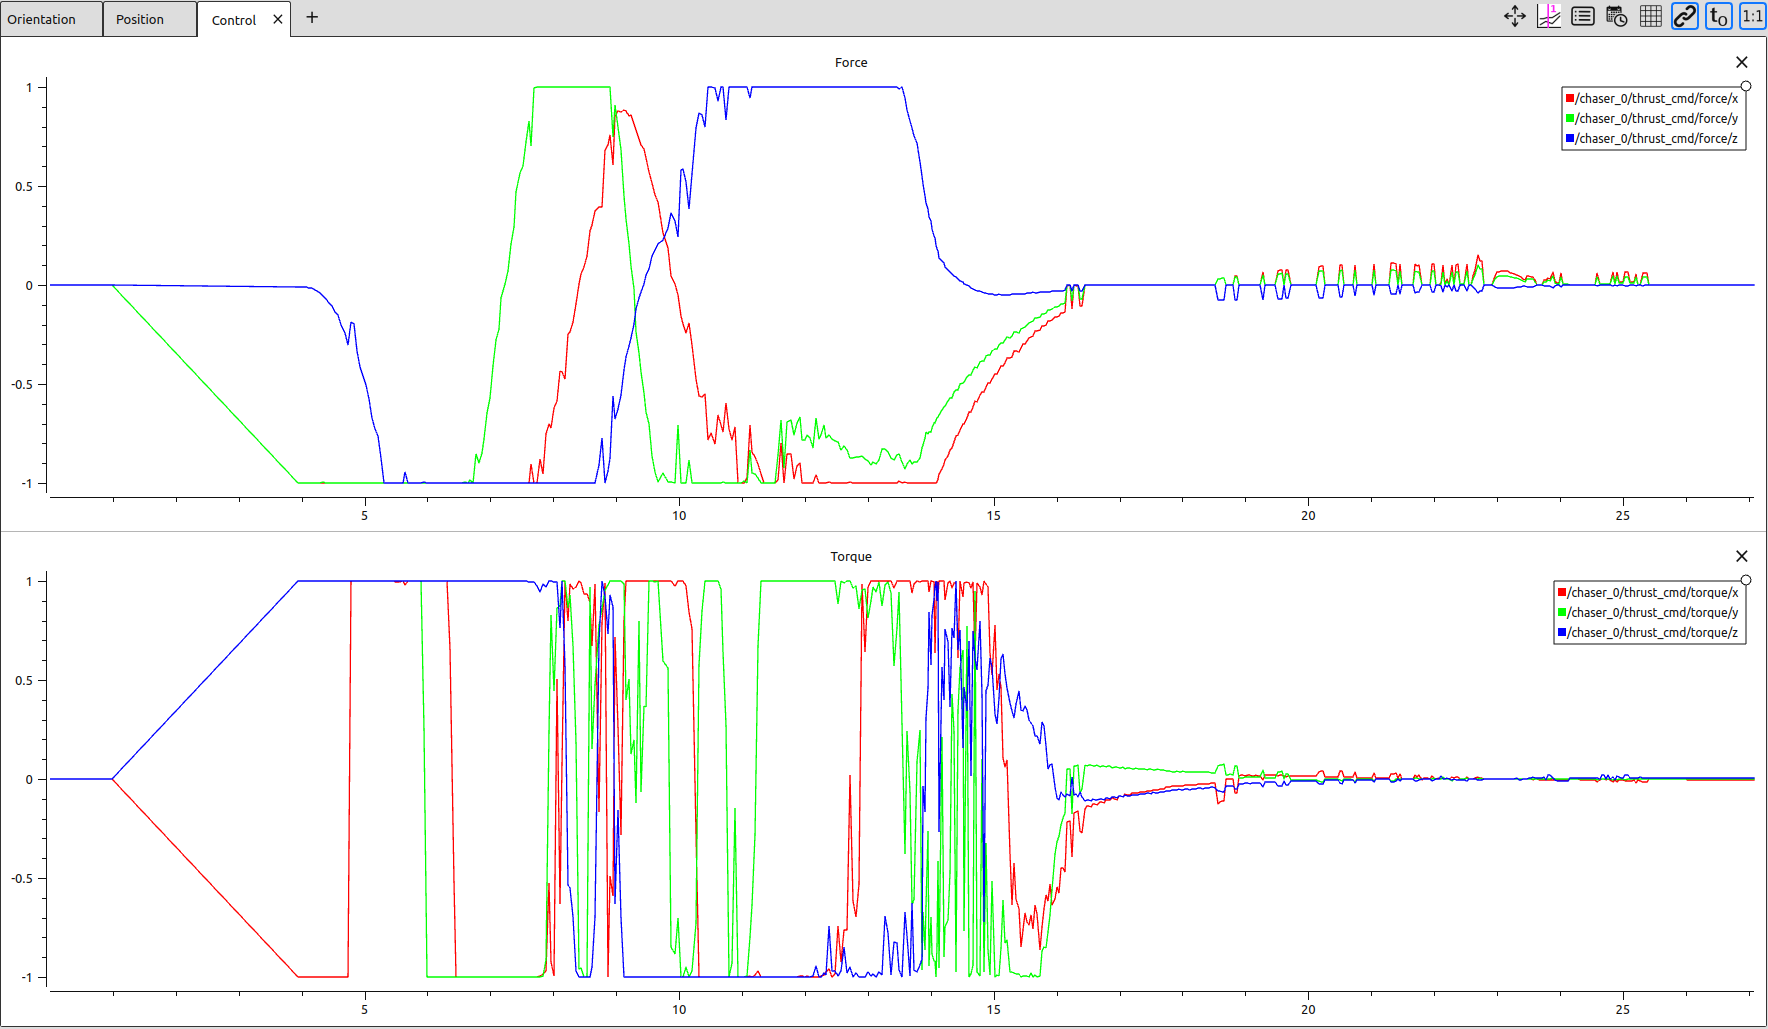 Orientation
Position
Control
1
t0
1:1
Force
/chaser_0/thrust_cmd/force/x
/chaser_0/thrust_cmd/force/y
/chaser_0/thrust_cmd/force/z
1
0.5
0
-0.5
-1
5 10 15 20 25
Torque
/chaser_0/thrust_cmd/torque/x
/chaser_0/thrust_cmd/torque/y
/chaser_0/thrust_cmd/torque/z
1
0.5
0
-0.5
-1
5 10 15 20 25